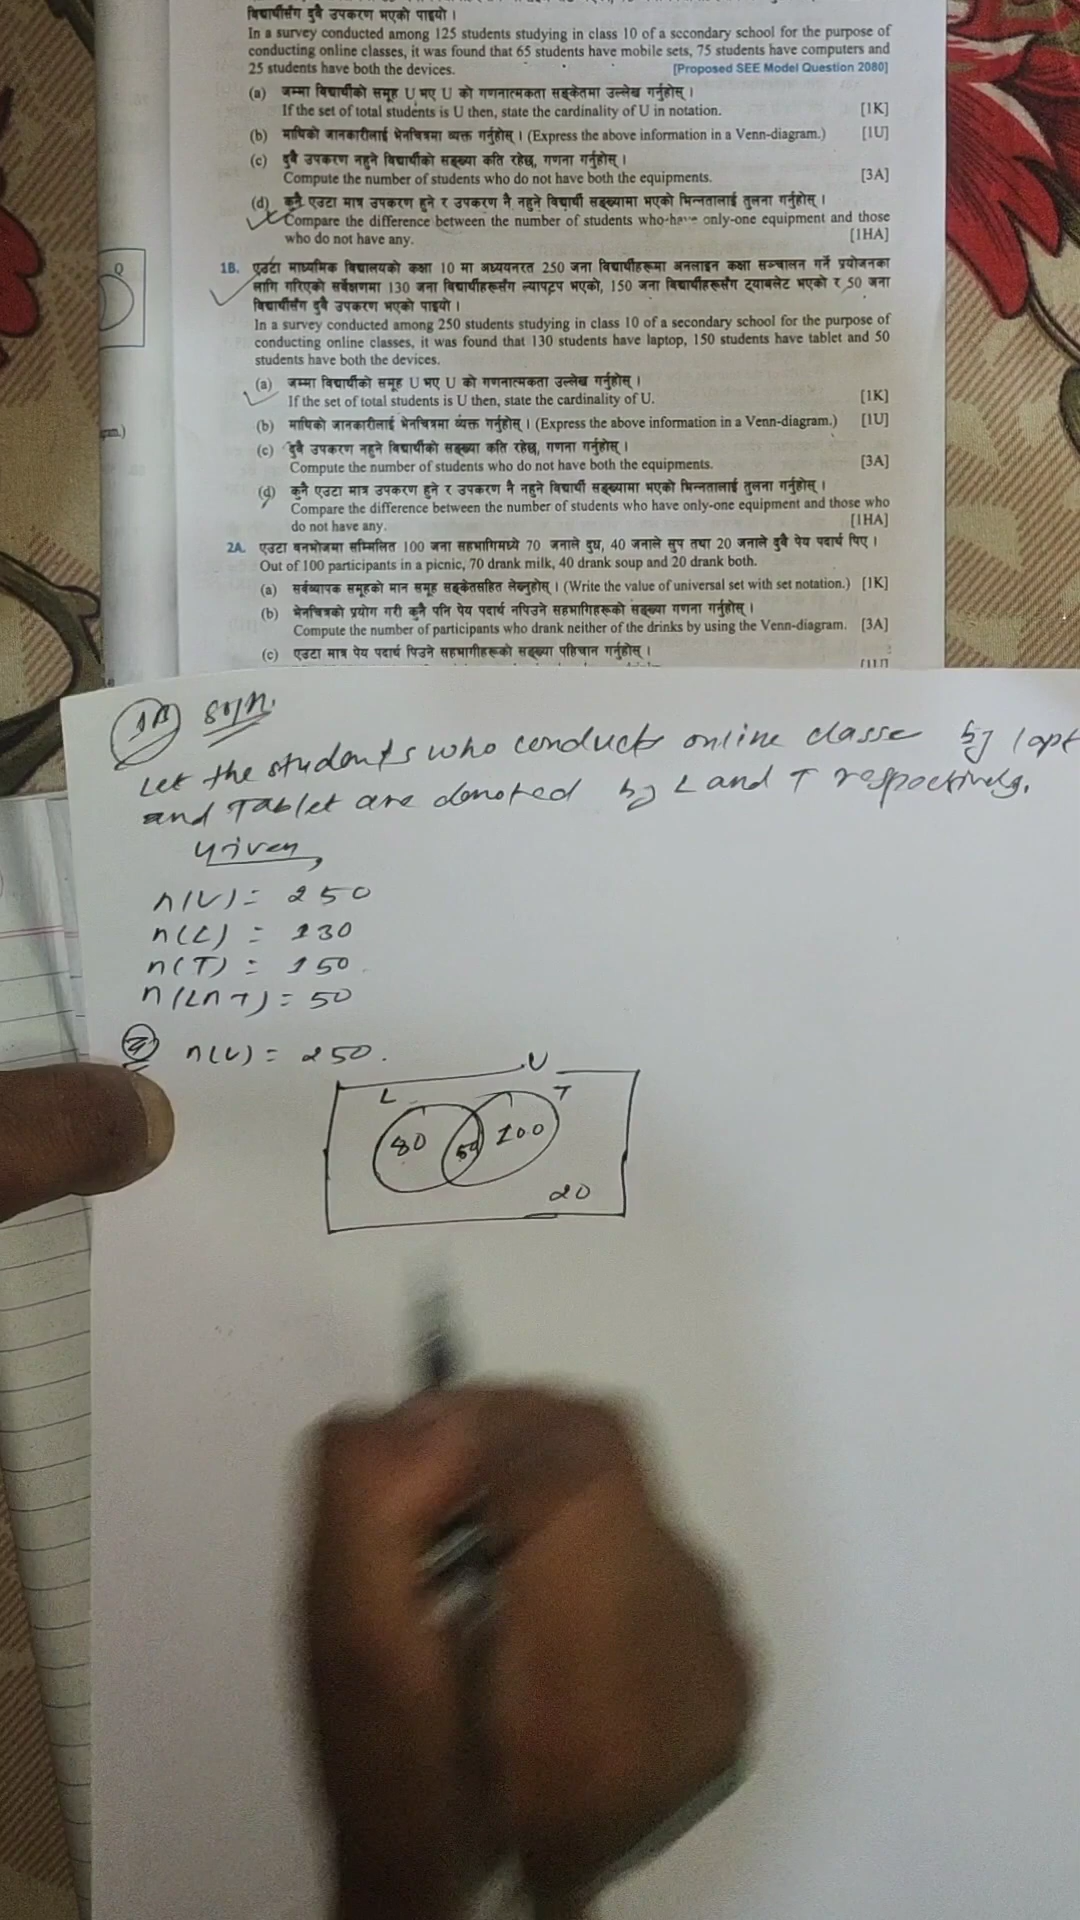 विद्यार्थीसँग दुवै उपकरण भएको पाइयो ।
In a survey conducted among 125 students studying in class 10 of a secondary school for the purpose of
conducting online classes, it was found that 65 students have mobile sets, 75 students have computers and
25 students have both the devices. [Proposed SEE Model Question 2080]
(a) जम्मा विद्यार्थीको समूह U भए U को गणनात्मकता सङ्केतमा उल्लेख गर्नुहोस् ।
If the set of total students is U then, state the cardinality of U in notation. [1K]
(b) माथिको जानकारीलाई भेनचित्रमा व्यक्त गर्नुहोस् । (Express the above information in a Venn-diagram.) [1U]
(c) दुवै उपकरण नहुने विद्यार्थीको सङ्ख्या कति रहेछ, गणना गर्नुहोस् ।
Compute the number of students who do not have both the equipments. [3A]
(d) कुनै एउटा मात्र उपकरण हुने र उपकरण नै नहुने विद्यार्थी सङ्ख्यामा भएको भिन्नतालाई तुलना गर्नुहोस् ।
Compare the difference between the number of students who have only-one equipment and those
who do not have any. [1HA]
Q
1B. एउटा माध्यमिक विद्यालयको कक्षा 10 मा अध्ययनरत 250 जना विद्यार्थीहरूमा अनलाइन कक्षा सञ्चालन गर्ने प्रयोजनका
लागि गरिएको सर्वेक्षणमा 130 जना विद्यार्थीहरूसँग ल्यापट्रप भएको, 150 जना विद्यार्थीहरूसँग ट्याबलेट भएको र 50 जना
विद्यार्थीसँग दुवै उपकरण भएको पाइयो ।
In a survey conducted among 250 students studying in class 10 of a secondary school for the purpose of
conducting online classes, it was found that 130 students have laptop, 150 students have tablet and 50
students have both the devices.
(a) जम्मा विद्यार्थीको समूह U भए U को गणनात्मकता उल्लेख गर्नुहोस् ।
If the set of total students is U then, state the cardinality of U. [1K]
(b) माथिको जानकारीलाई भेनचित्रमा व्यक्त गर्नुहोस् । (Express the above information in a Venn-diagram.) [1U]
(c) दुवै उपकरण नहुने विद्यार्थीको सङ्ख्या कति रहेछ, गणना गर्नुहोस् ।
Compute the number of students who do not have both the equipments. [3A]
(d) कुनै एउटा मात्र उपकरण हुने र उपकरण नै नहुने विद्यार्थी सङ्ख्यामा भएको भिन्नतालाई तुलना गर्नुहोस् ।
Compare the difference between the number of students who have only-one equipment and those who
do not have any. [1HA]
2A. एउटा वनभोजमा सम्मिलित 100 जना सहभागिमध्ये 70 जनाले दुध, 40 जनाले सुप तथा 20 जनाले दुवै पेय पदार्थ पिए ।
Out of 100 participants in a picnic, 70 drank milk, 40 drank soup and 20 drank both.
(a) सर्वव्यापक समूहको मान समूह सङ्केतसहित लेख्नुहोस् । (Write the value of universal set with set notation.) [1K]
(b) भेनचित्रको प्रयोग गरी कुनै पनि पेय पदार्थ नपिउने सहभागिहरूको सङ्ख्या गणना गर्नुहोस् ।
Compute the number of participants who drank neither of the drinks by using the Venn-diagram. [3A]
(c) एउटा मात्र पेय पदार्थ पिउने सहभागीहरूको सङ्ख्या पहिचान गर्नुहोस् ।
1B soln.
Let the students who conduct online classe by lapt
and Tablet are denoted by L and T respectively.
Given,
n(U) = 250
n(L) = 130
n(T) = 150
n(L∩T) = 50
a n(U) = 250.
U
L T
80 50 100
20